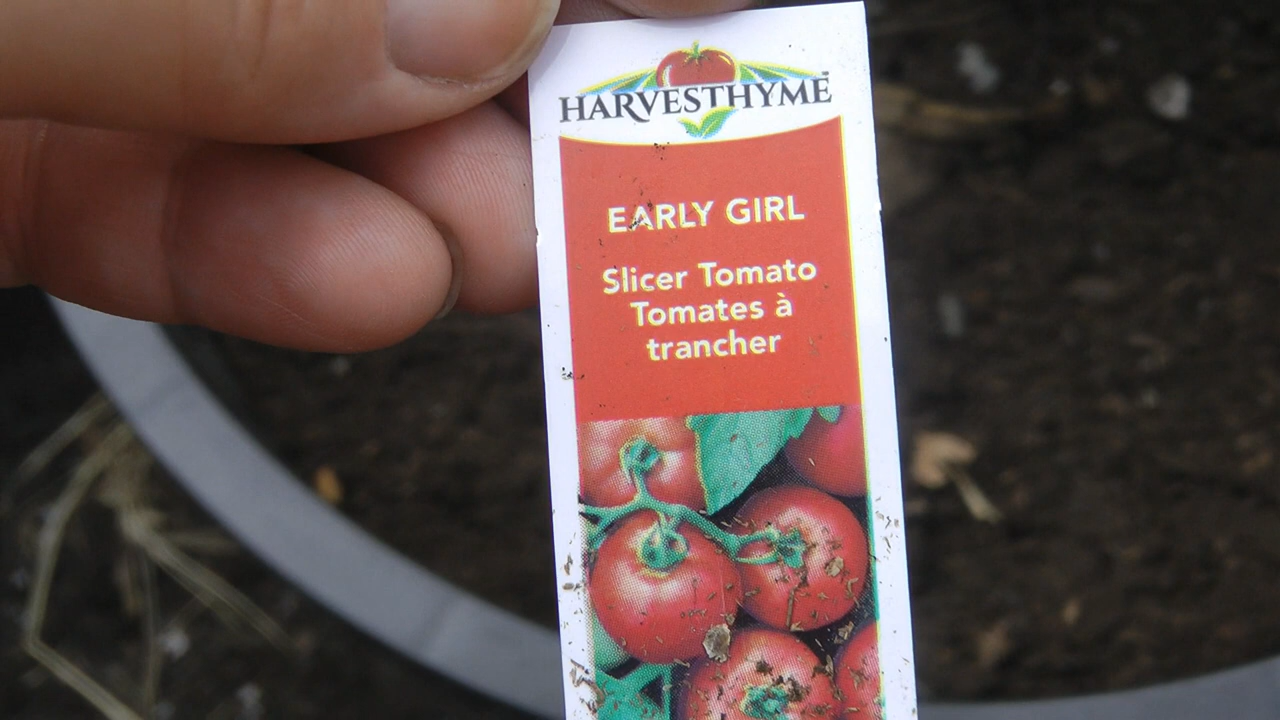 HARVESTHYME
EARLY GIRL
Slicer Tomato
Tomates à
trancher